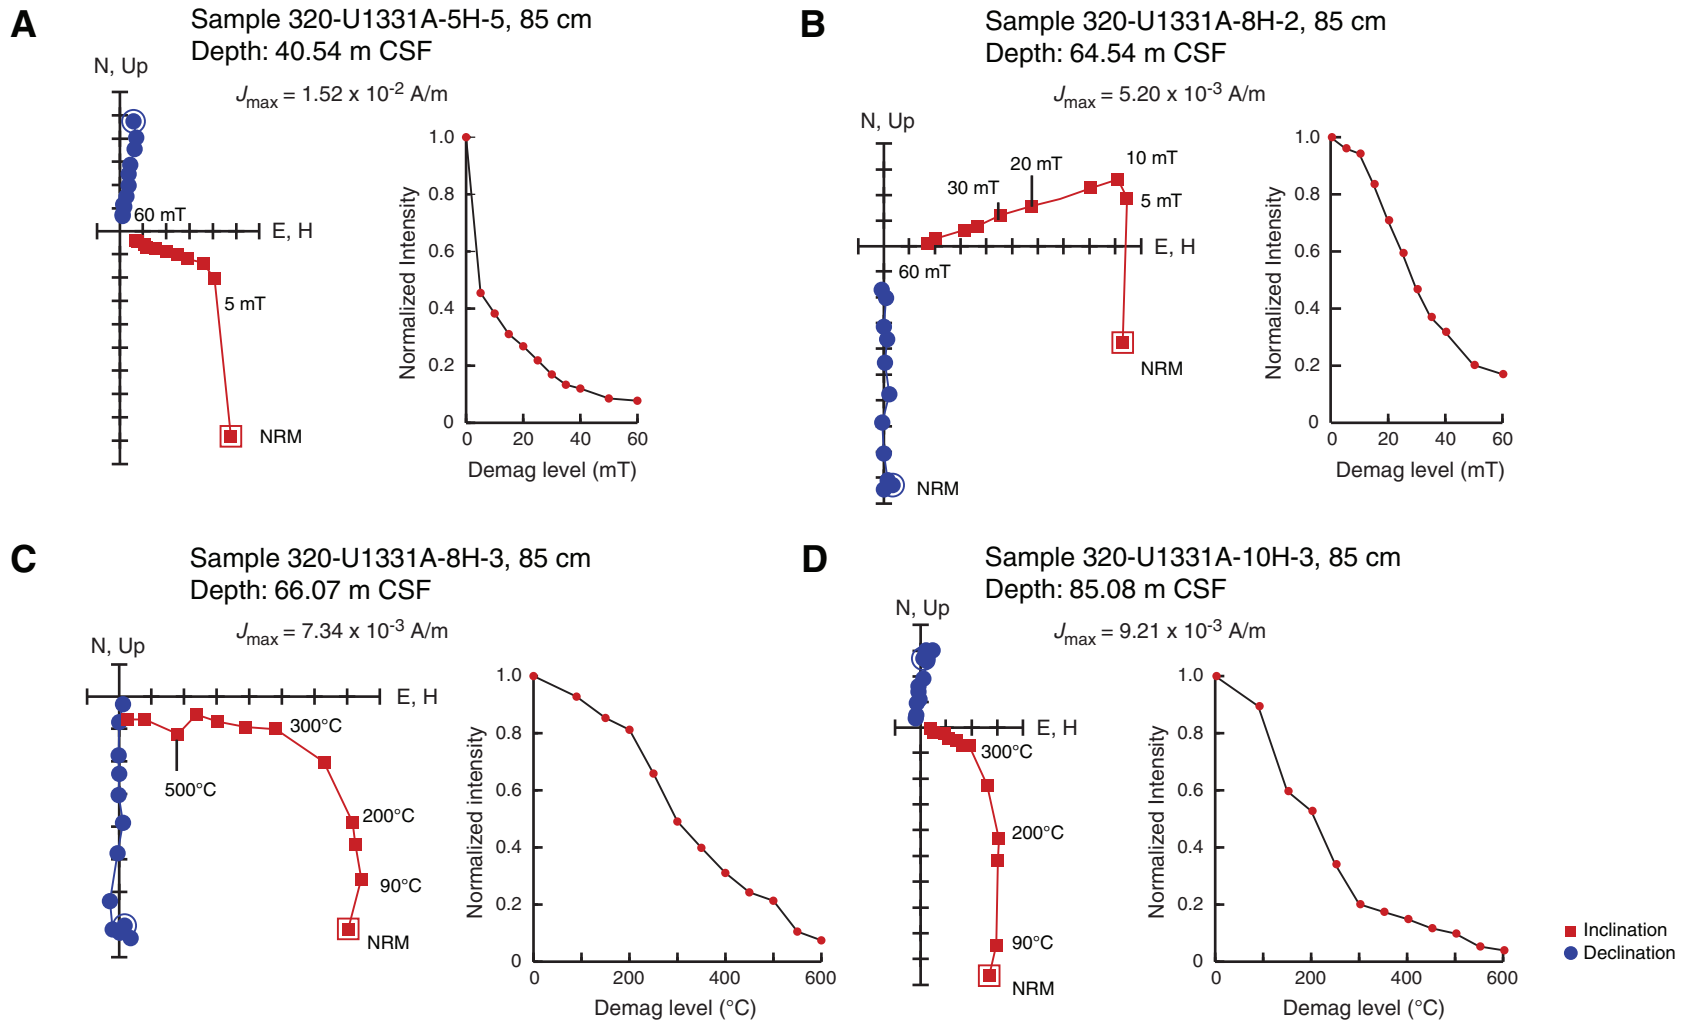 A
Sample 320-U1331A-5H-5, 85 cm
Depth: 40.54 m CSF
N, Up
Jmax = 1.52 x 10-2 A/m
60 mT
E, H
5 mT
NRM
1.0
0.8
0.6
0.4
0.2
0
Normalized Intensity
0 20 40 60
Demag level (mT)
B
Sample 320-U1331A-8H-2, 85 cm
Depth: 64.54 m CSF
Jmax = 5.20 x 10-3 A/m
N, Up
10 mT
20 mT
30 mT
5 mT
E, H
60 mT
NRM
NRM
1.0
0.8
0.6
0.4
0.2
0
Normalized Intensity
0 20 40 60
Demag level (mT)
C
Sample 320-U1331A-8H-3, 85 cm
Depth: 66.07 m CSF
Jmax = 7.34 x 10-3 A/m
N, Up
E, H
300°C
500°C
200°C
90°C
NRM
1.0
0.8
0.6
0.4
0.2
0
Normalized intensity
0 200 400 600
Demag level (°C)
D
Sample 320-U1331A-10H-3, 85 cm
Depth: 85.08 m CSF
N, Up
Jmax = 9.21 x 10-3 A/m
E, H
300°C
200°C
90°C
NRM
1.0
0.8
0.6
0.4
0.2
0
Normalized Intensity
0 200 400 600
Demag level (°C)
Inclination
Declination